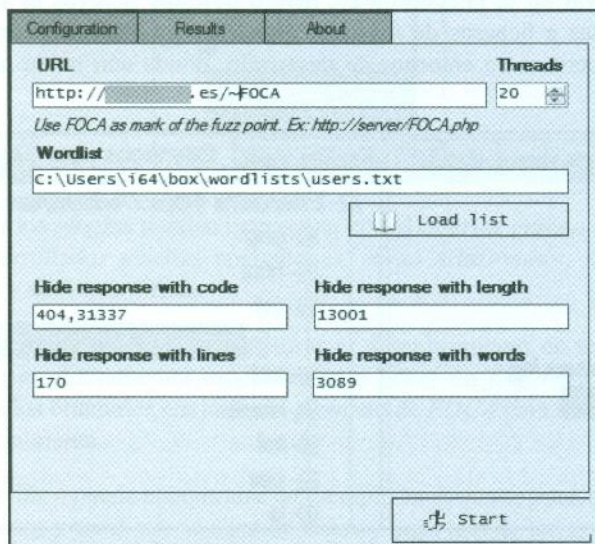 Configuration Results About
URL Threads
http:// .es/~FOCA 20
Use FOCA as mark of the fuzz point. Ex: http://server/FOCA.php
Wordlist
C:\Users\i64\box\wordlists\users.txt
Load list
Hide response with code Hide response with length
404,31337 13001
Hide response with lines Hide response with words
170 3089
Start